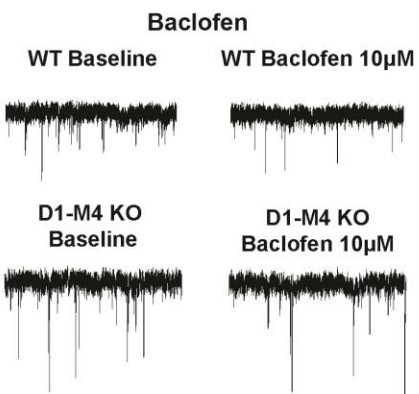 Baclofen
WT Baseline
WT Baclofen 10µM
D1-M4 KO
Baseline
D1-M4 KO
Baclofen 10µM